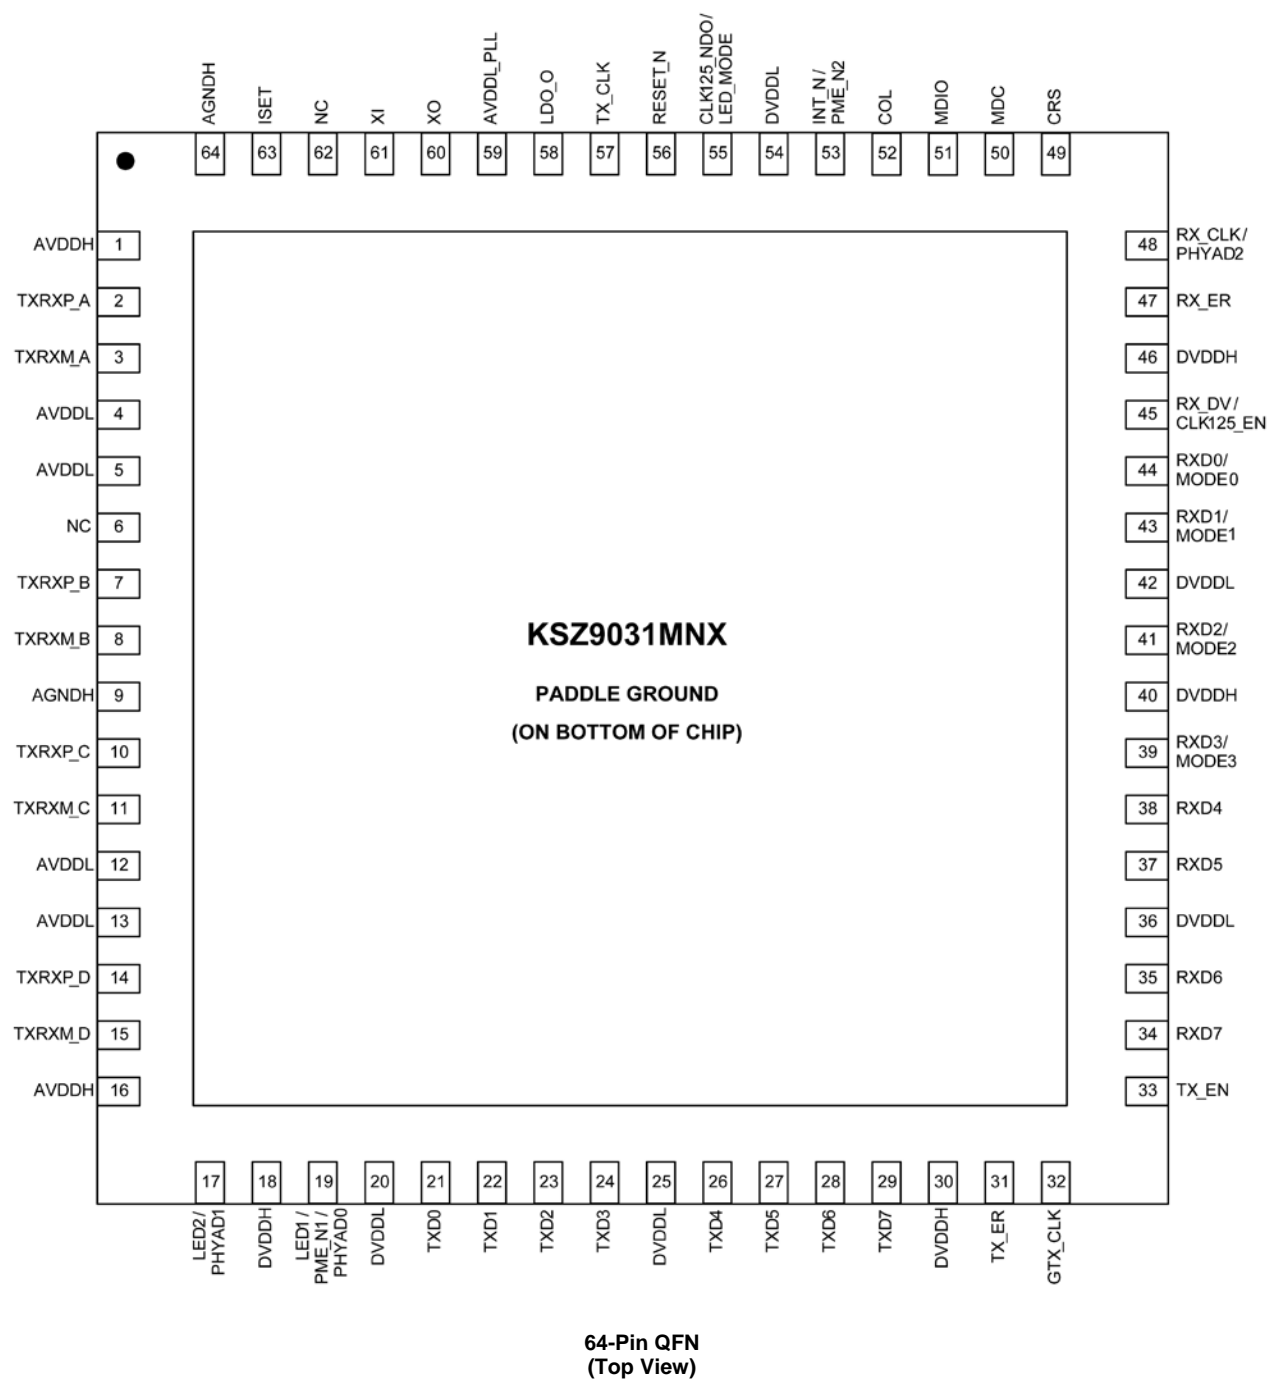 AGNDH
ISET
NC
XI
XO
AVDDL_PLL
LDO_O
TX_CLK
RESET_N
CLK125_NDO/
LED_MODE
DVDDL
INT_N /
PME_N2
COL
MDIO
MDC
CRS
64
63
62
61
60
59
58
57
56
55
54
53
52
51
50
49
AVDDH 1
TXRXP_A 2
TXRXM_A 3
AVDDL 4
AVDDL 5
NC 6
TXRXP_B 7
TXRXM_B 8
AGNDH 9
TXRXP_C 10
TXRXM_C 11
AVDDL 12
AVDDL 13
TXRXP_D 14
TXRXM_D 15
AVDDH 16
KSZ9031MNX
PADDLE GROUND
(ON BOTTOM OF CHIP)
48 RX_CLK/
PHYAD2
47 RX_ER
46 DVDDH
45 RX_DV/
CLK125_EN
44 RXD0/
MODE0
43 RXD1/
MODE1
42 DVDDL
41 RXD2/
MODE2
40 DVDDH
39 RXD3/
MODE3
38 RXD4
37 RXD5
36 DVDDL
35 RXD6
34 RXD7
33 TX_EN
17
18
19
20
21
22
23
24
25
26
27
28
29
30
31
32
LED2/
PHYAD1
DVDDH
LED1 /
PME_N1 /
PHYAD0
DVDDL
TXD0
TXD1
TXD2
TXD3
DVDDL
TXD4
TXD5
TXD6
TXD7
DVDDH
TX_ER
GTX_CLK
64-Pin QFN
(Top View)